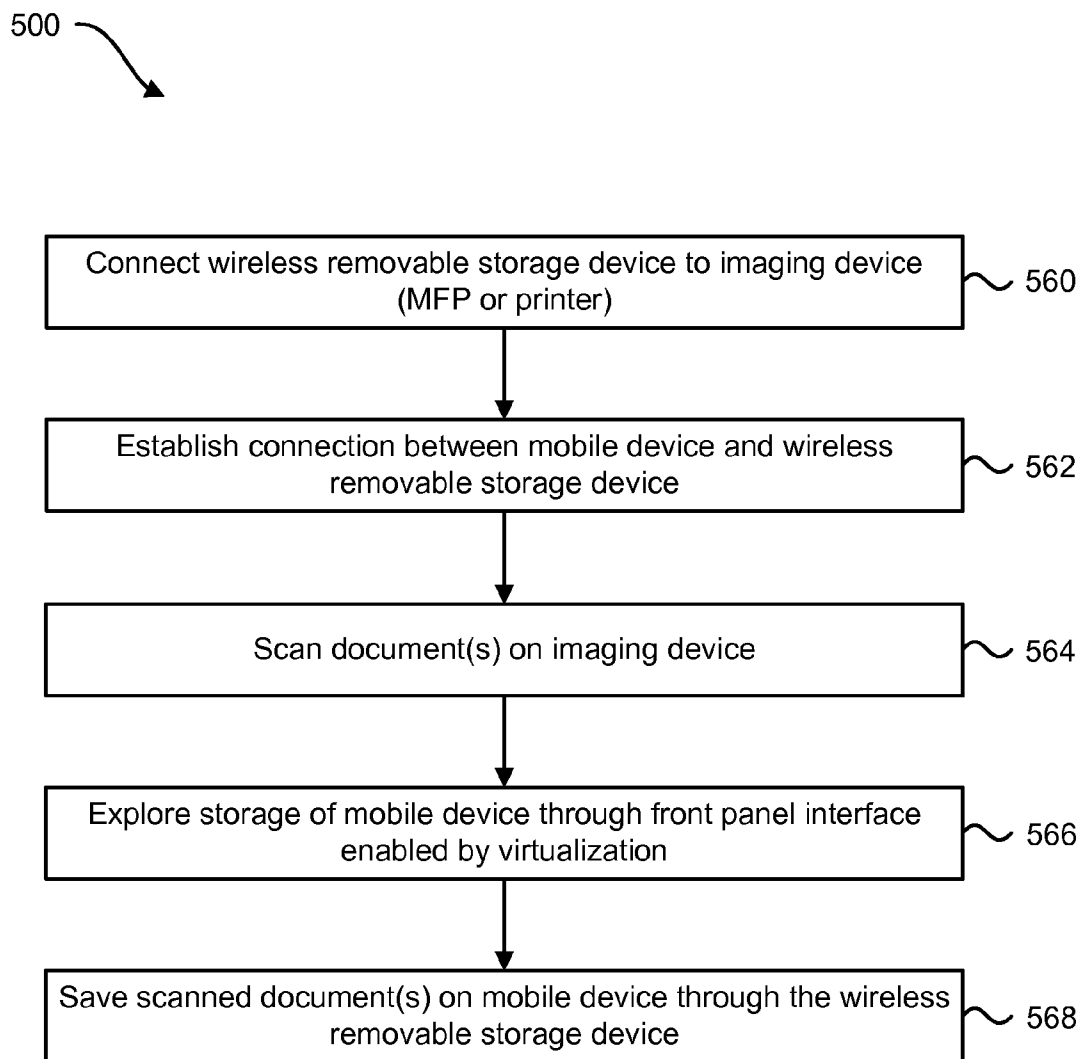 500
Connect wireless removable storage device to imaging device
(MFP or printer)
560
Establish connection between mobile device and wireless
removable storage device
562
Scan document(s) on imaging device
564
Explore storage of mobile device through front panel interface
enabled by virtualization
566
Save scanned document(s) on mobile device through the wireless
removable storage device
568